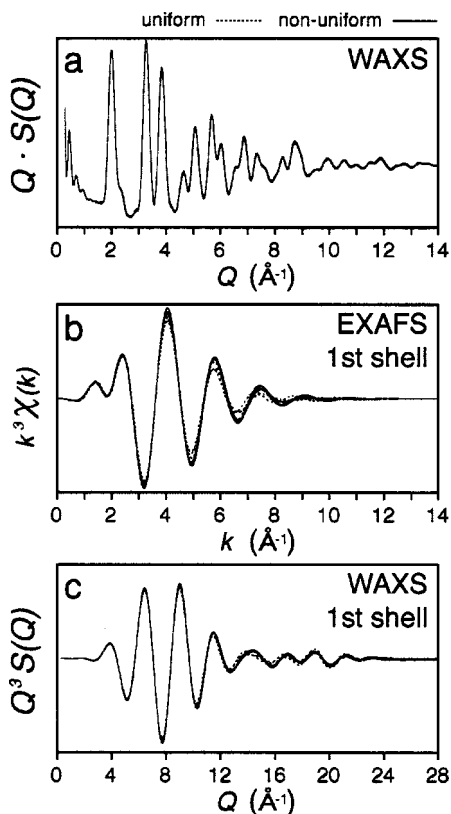 uniform ........ non-uniform ——
a WAXS
Q · S(Q)
0 2 4 6 8 10 12 14
Q (Å⁻¹)
b EXAFS
1st shell
k³χ(k)
0 2 4 6 8 10 12 14
k (Å⁻¹)
c WAXS
1st shell
Q³S(Q)
0 4 8 12 16 20 24 28
Q (Å⁻¹)